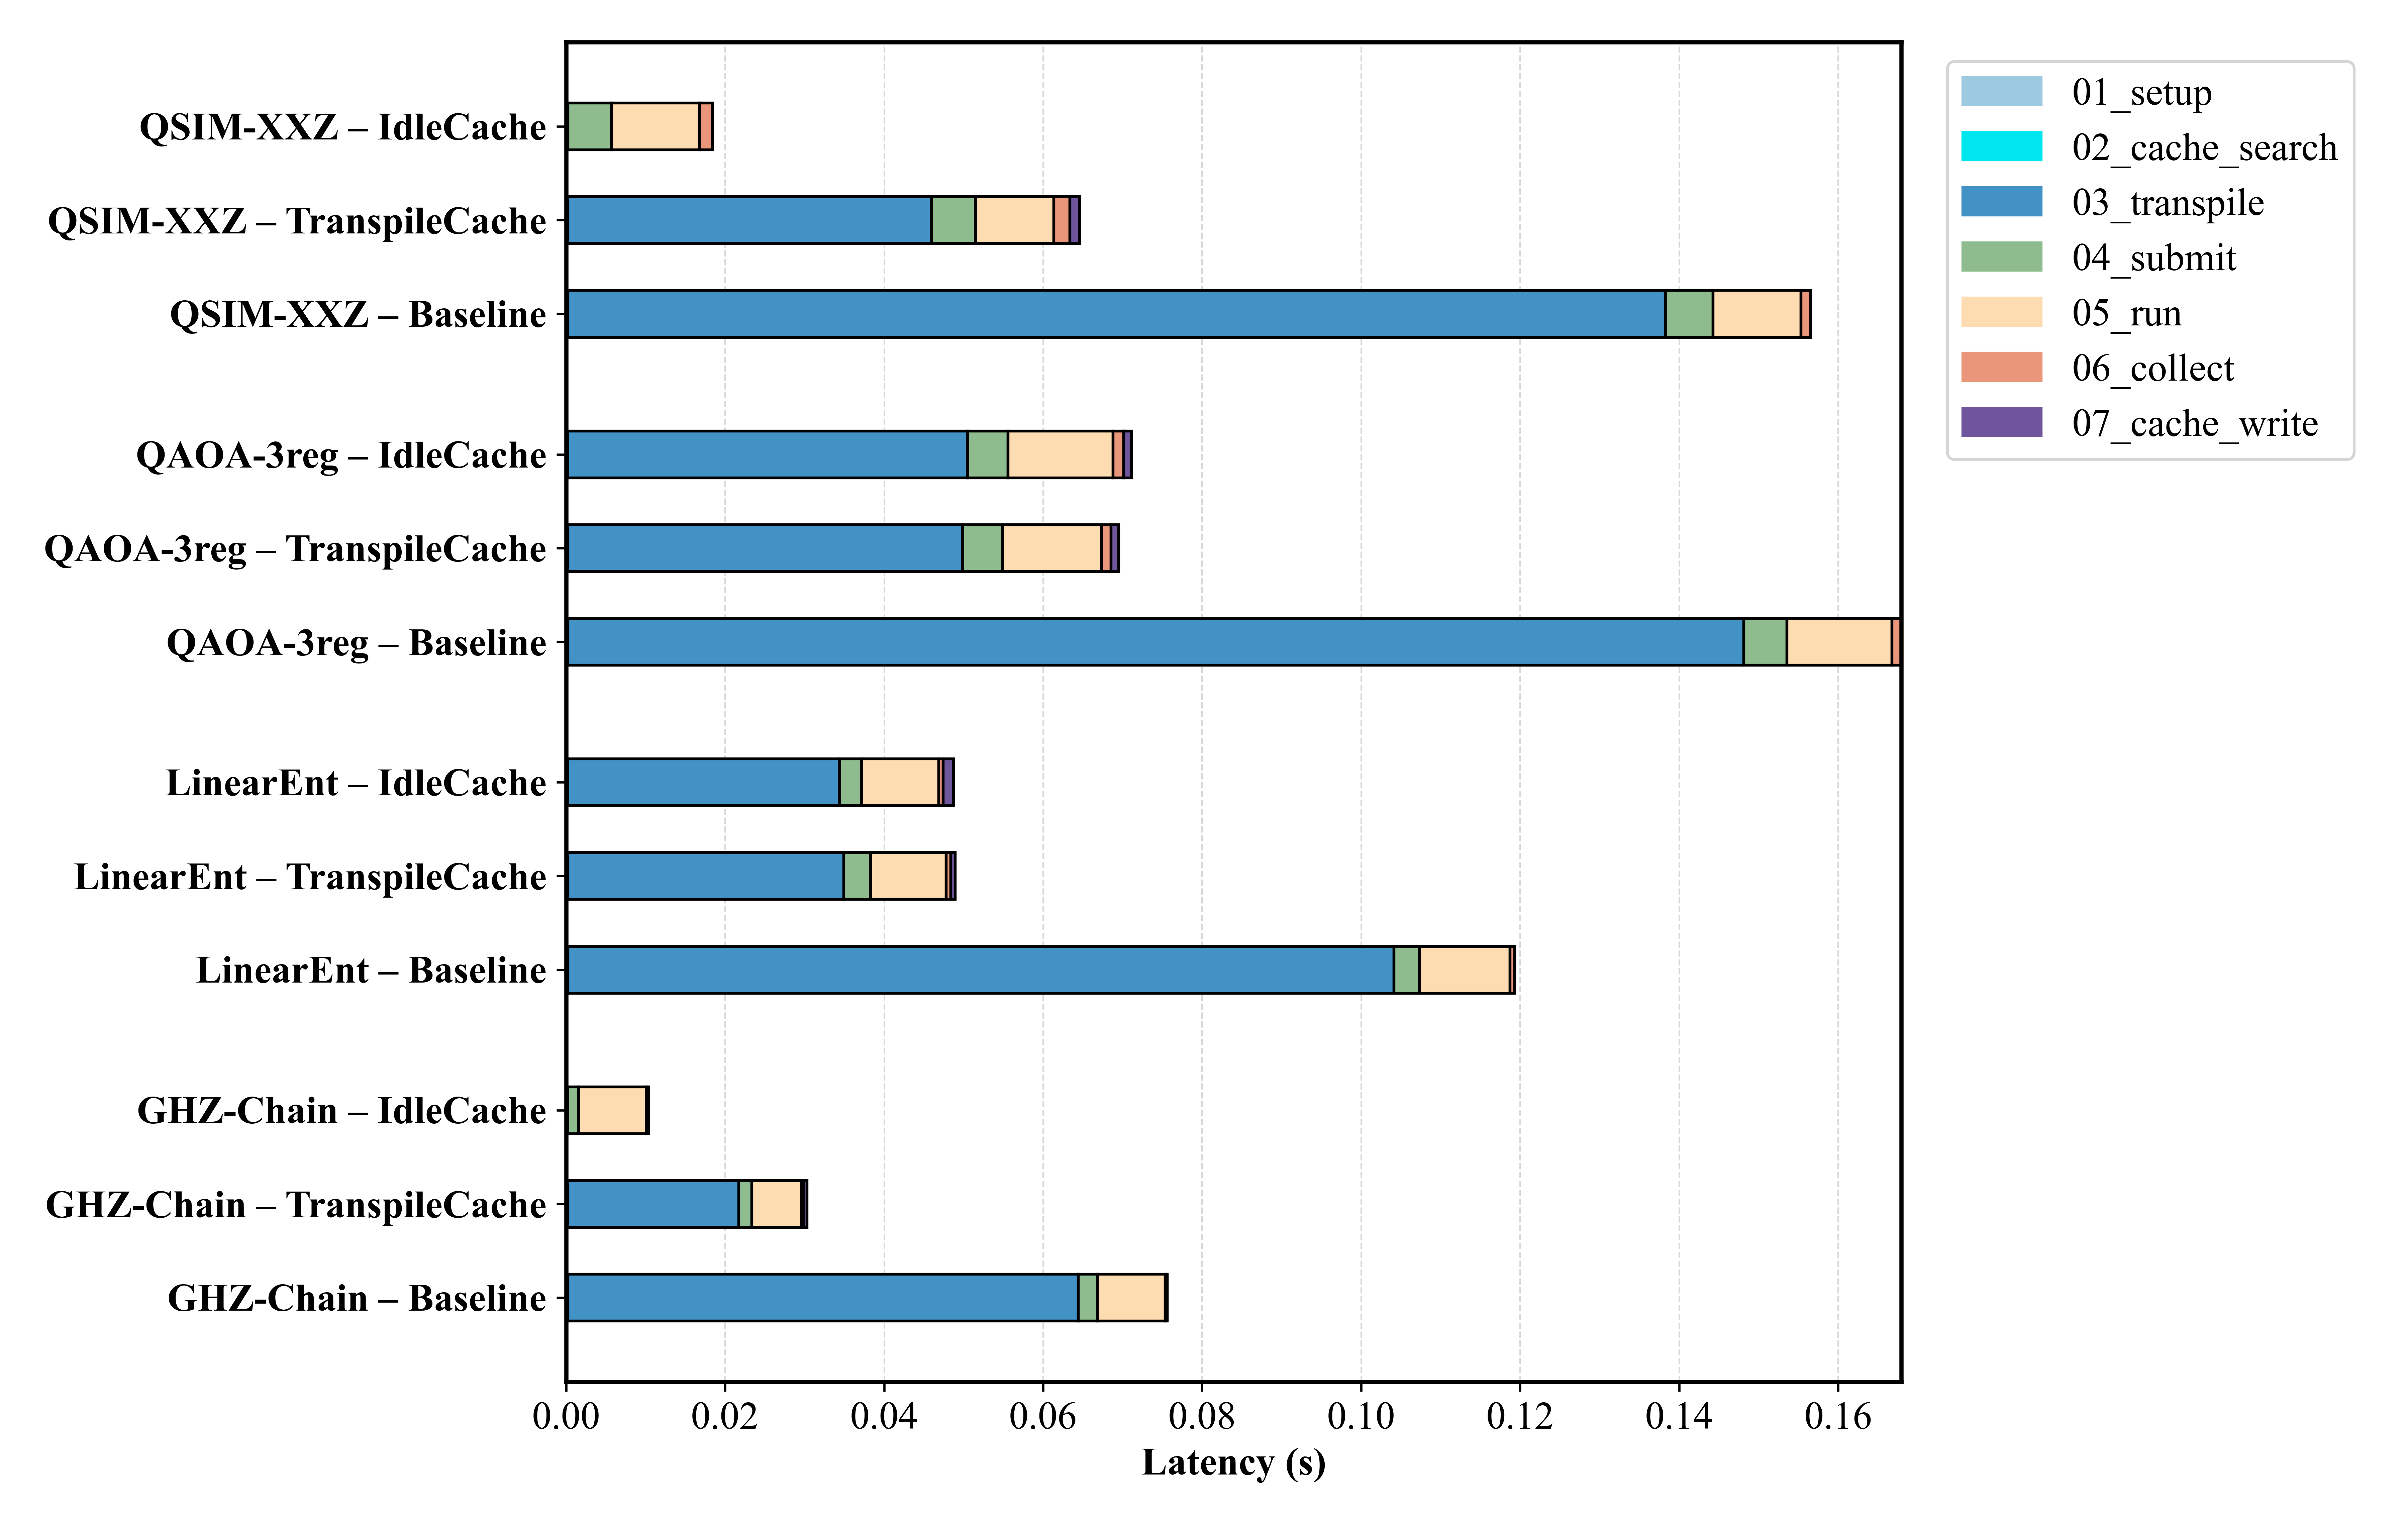 QSIM-XXZ – IdleCache
QSIM-XXZ – TranspileCache
QSIM-XXZ – Baseline
QAOA-3reg – IdleCache
QAOA-3reg – TranspileCache
QAOA-3reg – Baseline
LinearEnt – IdleCache
LinearEnt – TranspileCache
LinearEnt – Baseline
GHZ-Chain – IdleCache
GHZ-Chain – TranspileCache
GHZ-Chain – Baseline
0.00 0.02 0.04 0.06 0.08 0.10 0.12 0.14 0.16
Latency (s)
01_setup
02_cache_search
03_transpile
04_submit
05_run
06_collect
07_cache_write